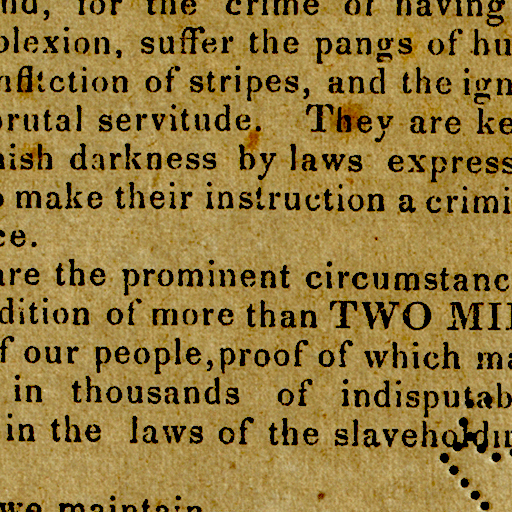 nd, for the crime of having
plexion, suffer the pangs of hu
nfliction of stripes, and the ign
brutal servitude. They are ke
nish darkness by laws express
o make their instruction a crimi
ce.
are the prominent circumstanc
dition of more than TWO MIL
f our people, proof of which ma
in thousands of indisputab
in the laws of the slaveholdin
we maintain